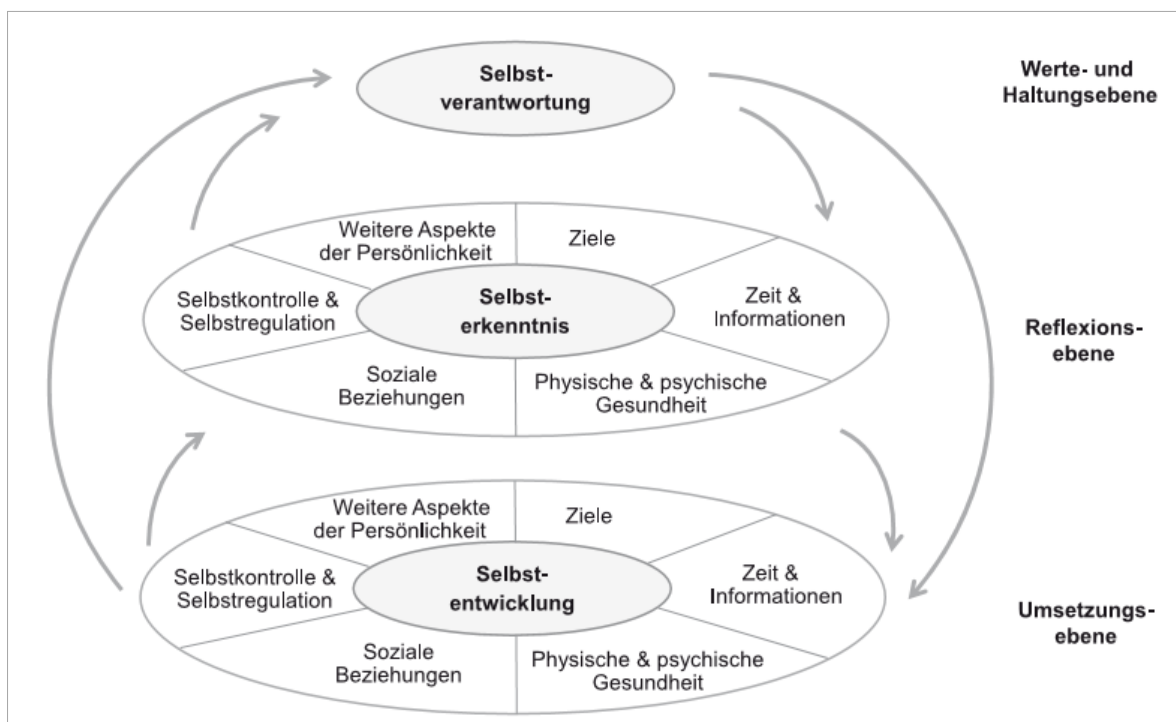 Selbst-
verantwortung
Werte- und
Haltungsebene
Weitere Aspekte
der Persönlichkeit
Ziele
Selbstkontrolle &
Selbstregulation
Selbst-
erkenntnis
Zeit &
Informationen
Reflexions-
ebene
Soziale
Beziehungen
Physische & psychische
Gesundheit
Weitere Aspekte
der Persönlichkeit
Ziele
Selbstkontrolle &
Selbstregulation
Selbst-
entwicklung
Zeit &
Informationen
Umsetzungs-
ebene
Soziale
Beziehungen
Physische & psychische
Gesundheit